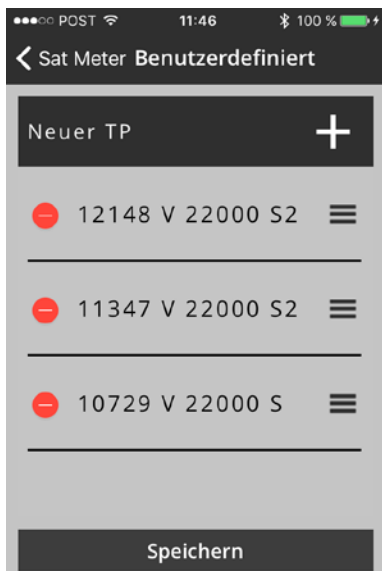 POST 11:46 100 %
Sat Meter Benutzerdefiniert
Neuer TP
12148 V 22000 S2
11347 V 22000 S2
10729 V 22000 S
Speichern